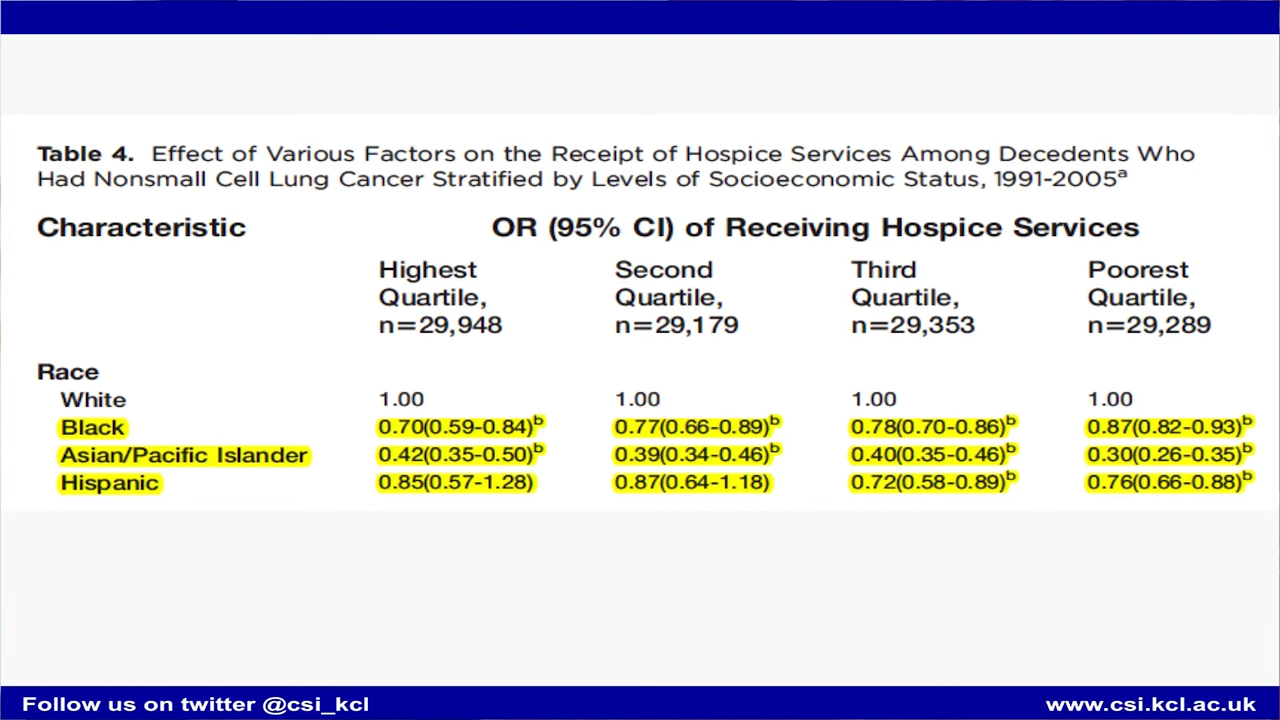 Table 4. Effect of Various Factors on the Receipt of Hospice Services Among Decedents Who
Had Nonsmall Cell Lung Cancer Stratified by Levels of Socioeconomic Status, 1991-2005a
Characteristic OR (95% CI) of Receiving Hospice Services
Highest Second Third Poorest
Quartile, Quartile, Quartile, Quartile,
n=29,948 n=29,179 n=29,353 n=29,289
Race
White 1.00 1.00 1.00 1.00
Black 0.70(0.59-0.84)b 0.77(0.66-0.89)b 0.78(0.70-0.86)b 0.87(0.82-0.93)b
Asian/Pacific Islander 0.42(0.35-0.50)b 0.39(0.34-0.46)b 0.40(0.35-0.46)b 0.30(0.26-0.35)b
Hispanic 0.85(0.57-1.28) 0.87(0.64-1.18) 0.72(0.58-0.89)b 0.76(0.66-0.88)b
Follow us on twitter @csi_kcl www.csi.kcl.ac.uk